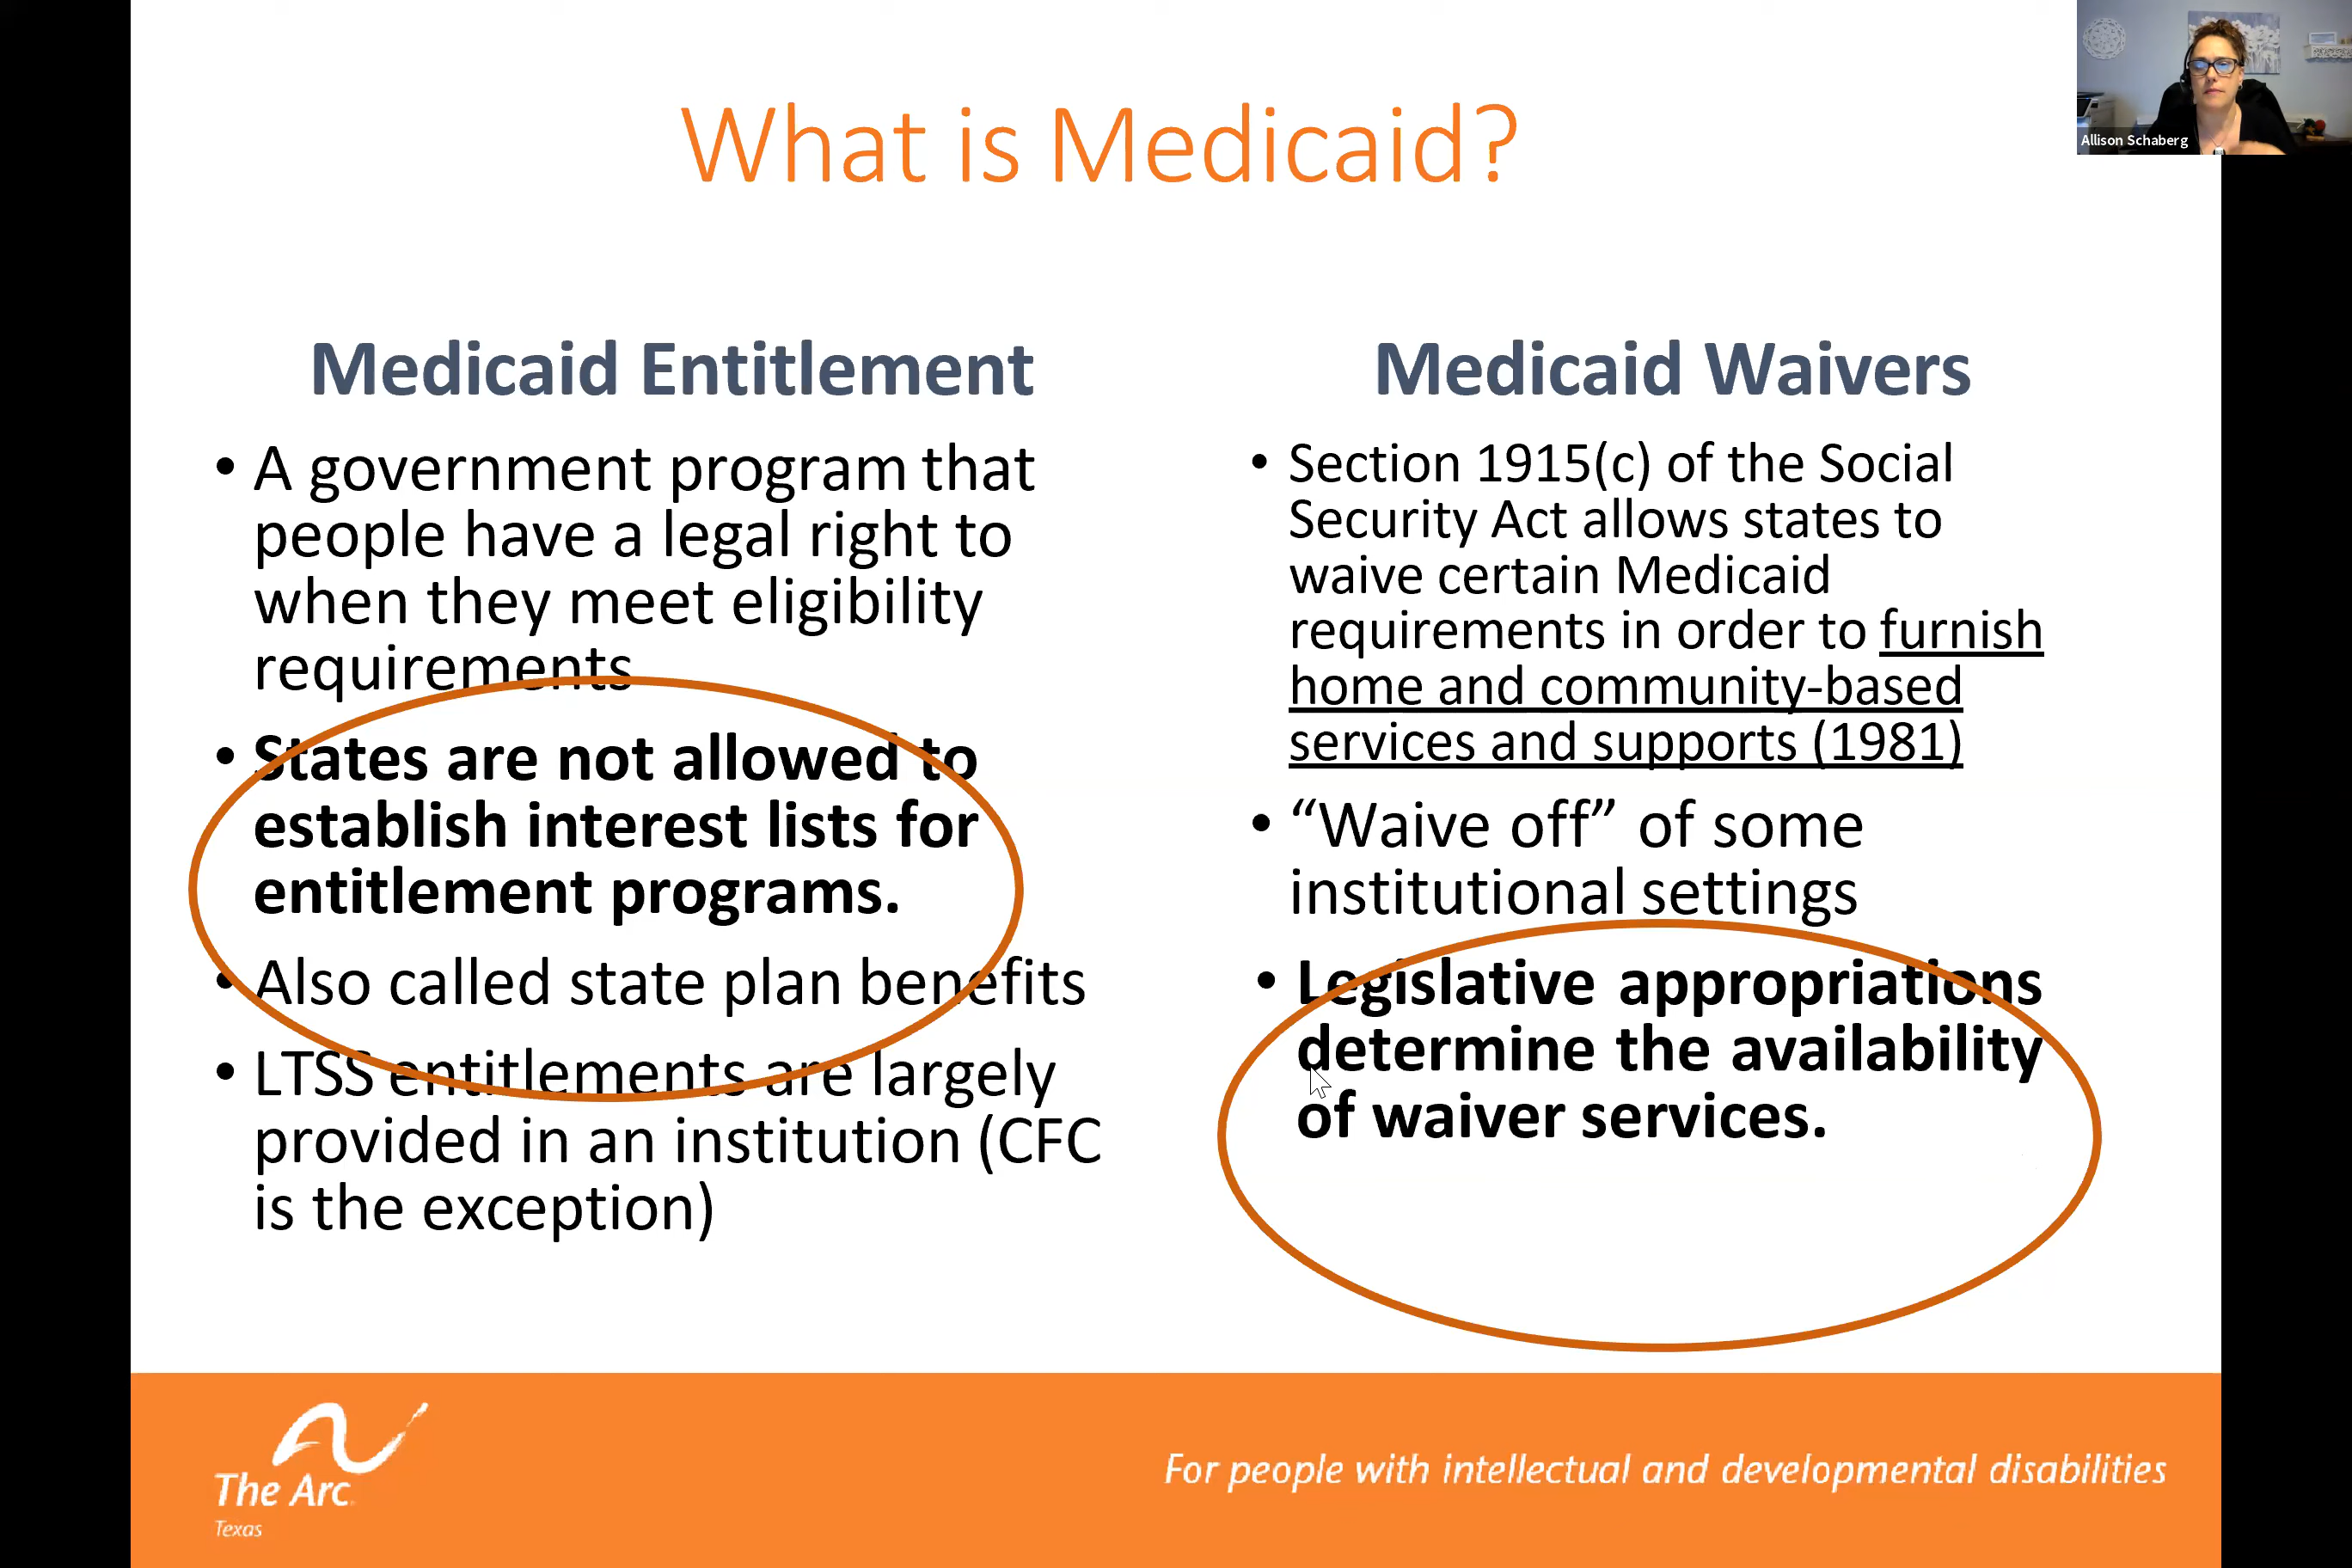 What is Medicaid?
Allison Schaberg
Medicaid Entitlement
• A government program that
people have a legal right to
when they meet eligibility
requirements
• States are not allowed to
establish interest lists for
entitlement programs.
• Also called state plan benefits
• LTSS entitlements are largely
provided in an institution (CFC
is the exception)
Medicaid Waivers
• Section 1915(c) of the Social
Security Act allows states to
waive certain Medicaid
requirements in order to furnish
home and community-based
services and supports (1981)
• “Waive off” of some
institutional settings
• Legislative appropriations
determine the availability
of waiver services.
The Arc
Texas
For people with intellectual and developmental disabilities